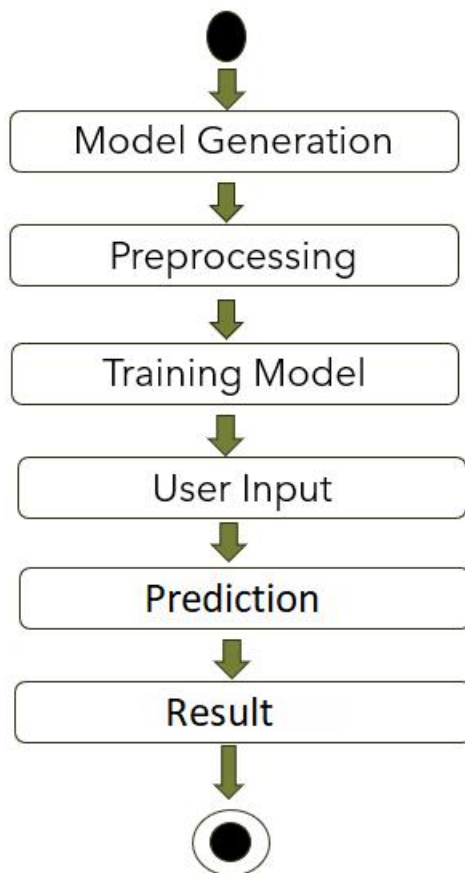 Model Generation
Preprocessing
Training Model
User Input
Prediction
Result